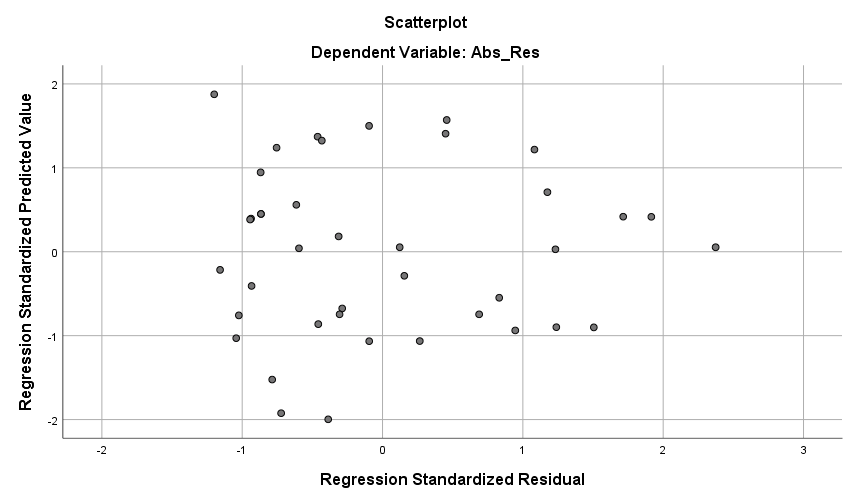 Scatterplot
Dependent Variable: Abs_Res
Regression Standardized Predicted Value
2
1
0
-1
-2
-2
-1
0
1
2
3
Regression Standardized Residual